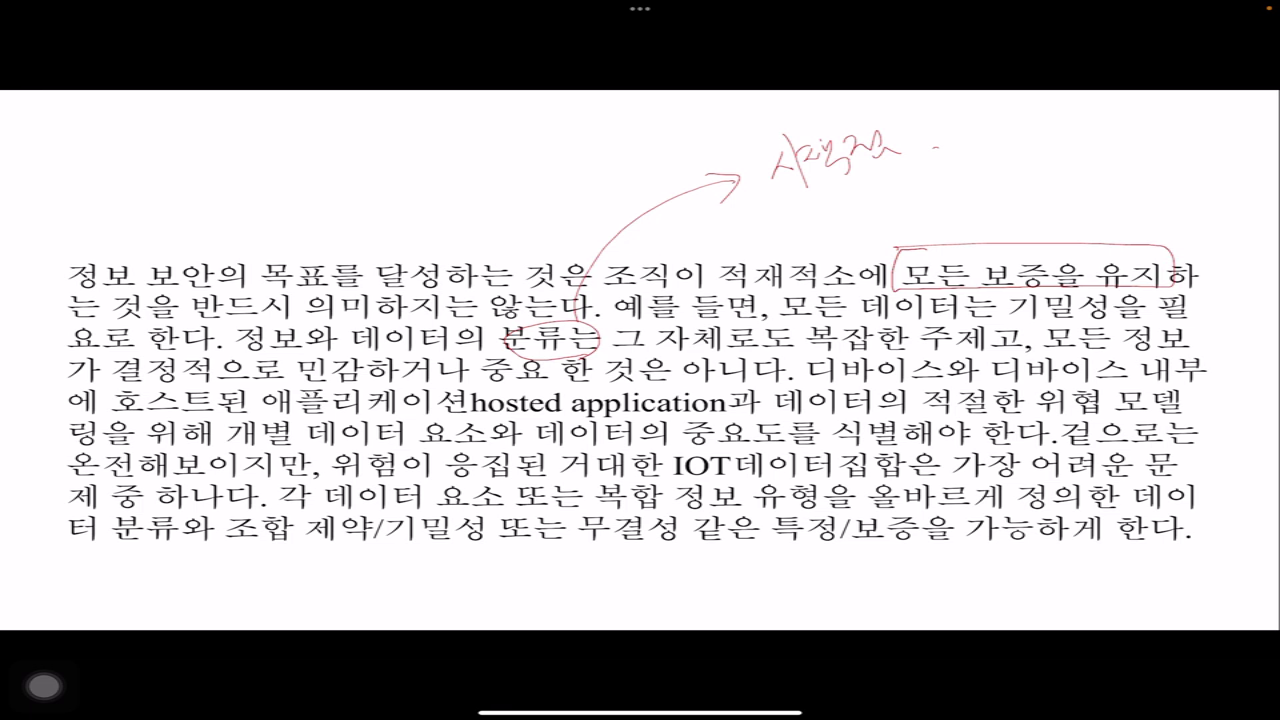 정보 보안의 목표를 달성하는 것은 조직이 적재적소에 모든 보증을 유지하
는 것을 반드시 의미하지는 않는다. 예를 들면, 모든 데이터는 기밀성을 필
요로 한다. 정보와 데이터의 분류는 그 자체로도 복잡한 주제고, 모든 정보
가 결정적으로 민감하거나 중요 한 것은 아니다. 디바이스와 디바이스 내부
에 호스트된 애플리케이션hosted application과 데이터의 적절한 위협 모델
링을 위해 개별 데이터 요소와 데이터의 중요도를 식별해야 한다.겉으로는
온전해보이지만, 위험이 응집된 거대한 IOT데이터집합은 가장 어려운 문
제 중 하나다. 각 데이터 요소 또는 복합 정보 유형을 올바르게 정의한 데이
터 분류와 조합 제약/기밀성 또는 무결성 같은 특정/보증을 가능하게 한다.